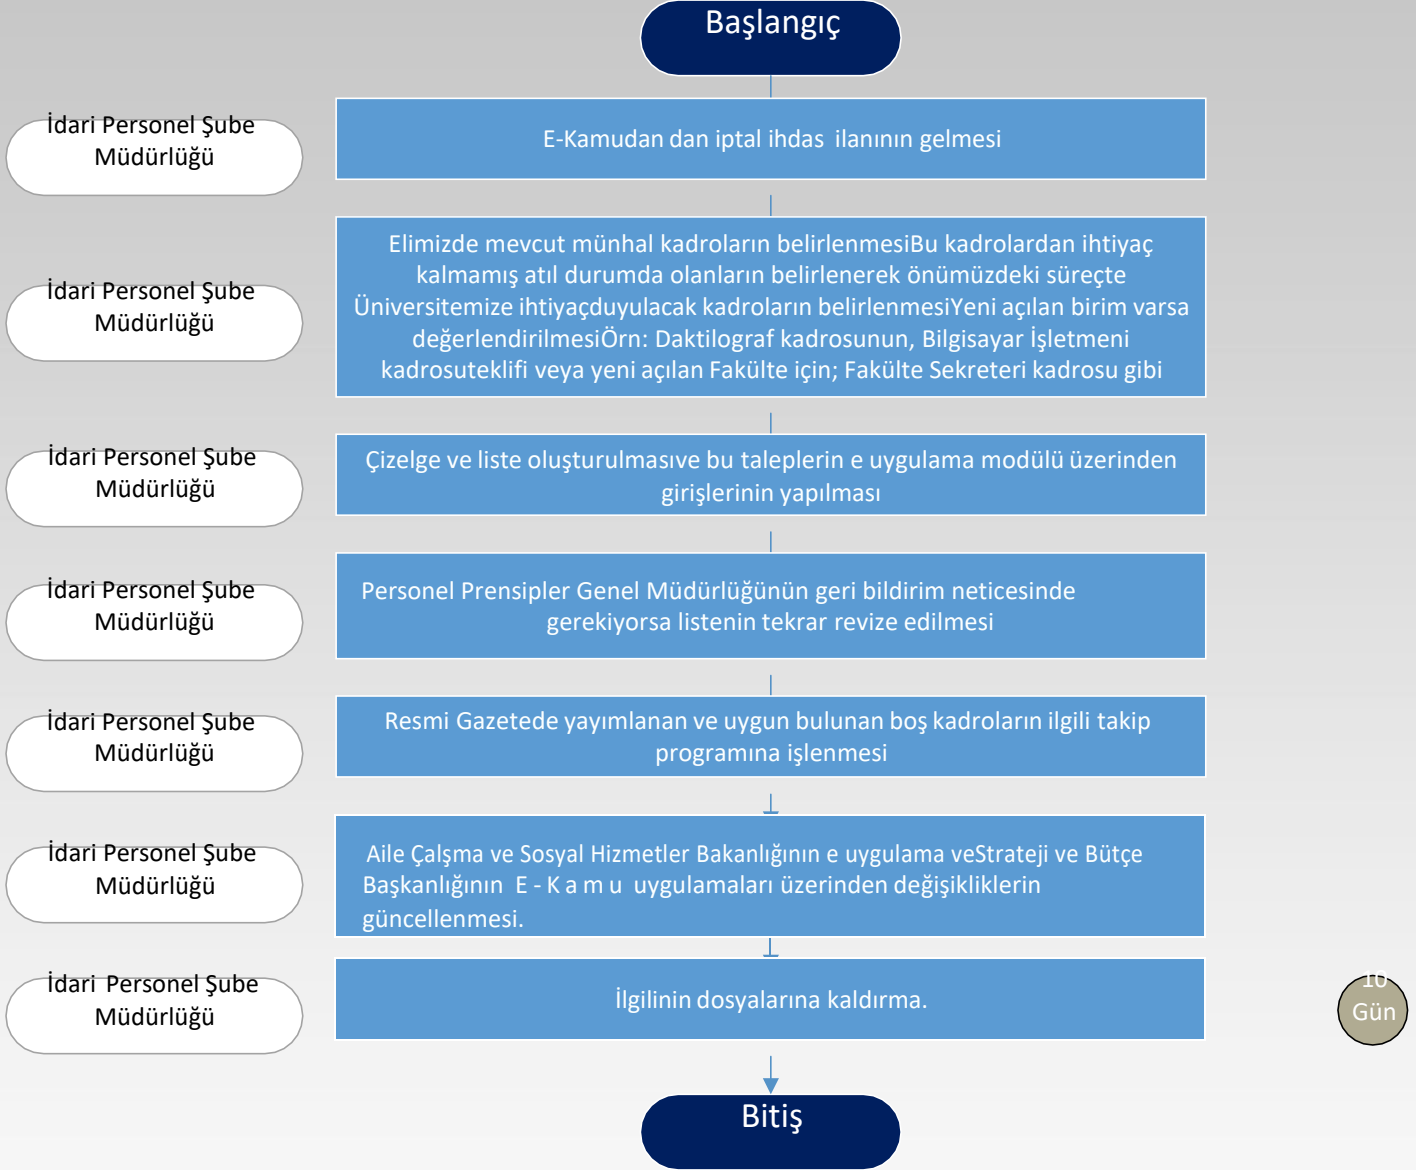 Başlangıç
İdari Personel Şube
Müdürlüğü
E-Kamudan dan iptal ihdas ilanının gelmesi
İdari Personel Şube
Müdürlüğü
Elimizde mevcut münhal kadroların belirlenmesiBu kadrolardan ihtiyaç
kalmamış atıl durumda olanların belirlenerek önümüzdeki süreçte
Üniversitemize ihtiyaçduyulacak kadroların belirlenmesiYeni açılan birim varsa
değerlendirilmesiÖrn: Daktilograf kadrosunun, Bilgisayar İşletmeni
kadrosuteklifi veya yeni açılan Fakülte için; Fakülte Sekreteri kadrosu gibi
İdari Personel Şube
Müdürlüğü
Çizelge ve liste oluşturulmasıve bu taleplerin e uygulama modülü üzerinden
girişlerinin yapılması
İdari Personel Şube
Müdürlüğü
Personel Prensipler Genel Müdürlüğünün geri bildirim neticesinde
gerekiyorsa listenin tekrar revize edilmesi
İdari Personel Şube
Müdürlüğü
Resmi Gazetede yayımlanan ve uygun bulunan boş kadroların ilgili takip
programına işlenmesi
İdari Personel Şube
Müdürlüğü
Aile Çalşma ve Sosyal Hizmetler Bakanlığının e uygulama veStrateji ve Bütçe
Başkanlığının E - K a m u uygulamaları üzerinden değişikliklerin
güncellenmesi.
İdari Personel Şube
Müdürlüğü
İlgilinin dosyalarına kaldırma.
10
Gün
Bitiş